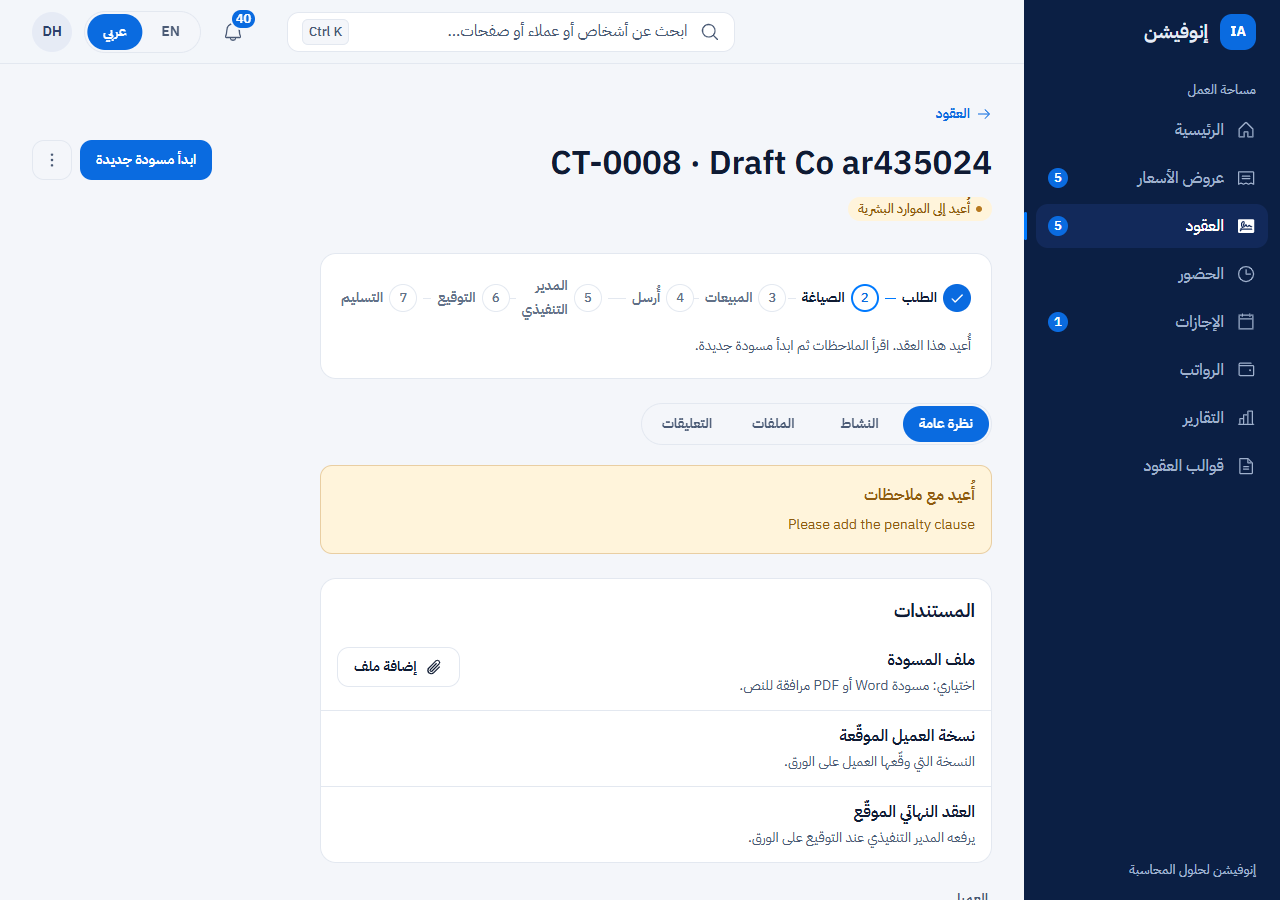 IA
إنوفيشن
مساحة العمل
الرئيسية
عروض الأسعار
5
العقود
5
الحضور
الإجازات
1
الرواتب
التقارير
قوالب العقود
إنوفيشن لحلول المحاسبة
ابحث عن أشخاص أو عملاء أو صفحات...
Ctrl K
40
EN
عربي
DH
العقود
CT-0008 · Draft Co ar435024
ابدأ مسودة جديدة
أُعيد إلى الموارد البشرية
الطلب
2 الصياغة
3 المبيعات
4 أُرسل
5 المدير التنفيذي
6 التوقيع
7 التسليم
أُعيد هذا العقد. اقرأ الملاحظات ثم ابدأ مسودة جديدة.
نظرة عامة
النشاط
الملفات
التعليقات
أُعيد مع ملاحظات
Please add the penalty clause
المستندات
ملف المسودة
اختياري: مسودة Word أو PDF مرافقة للنص.
إضافة ملف
نسخة العميل الموقّعة
النسخة التي وقّعها العميل على الورق.
العقد النهائي الموقّع
يرفعه المدير التنفيذي عند التوقيع على الورق.